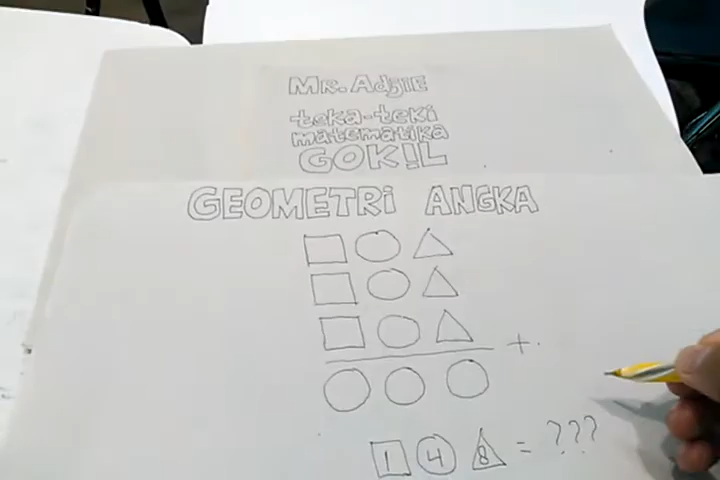 MR. AdjiE
teka-teki
matematika
GOK!L
GEOMETRi ANGKA
+
1 4 8 = ???